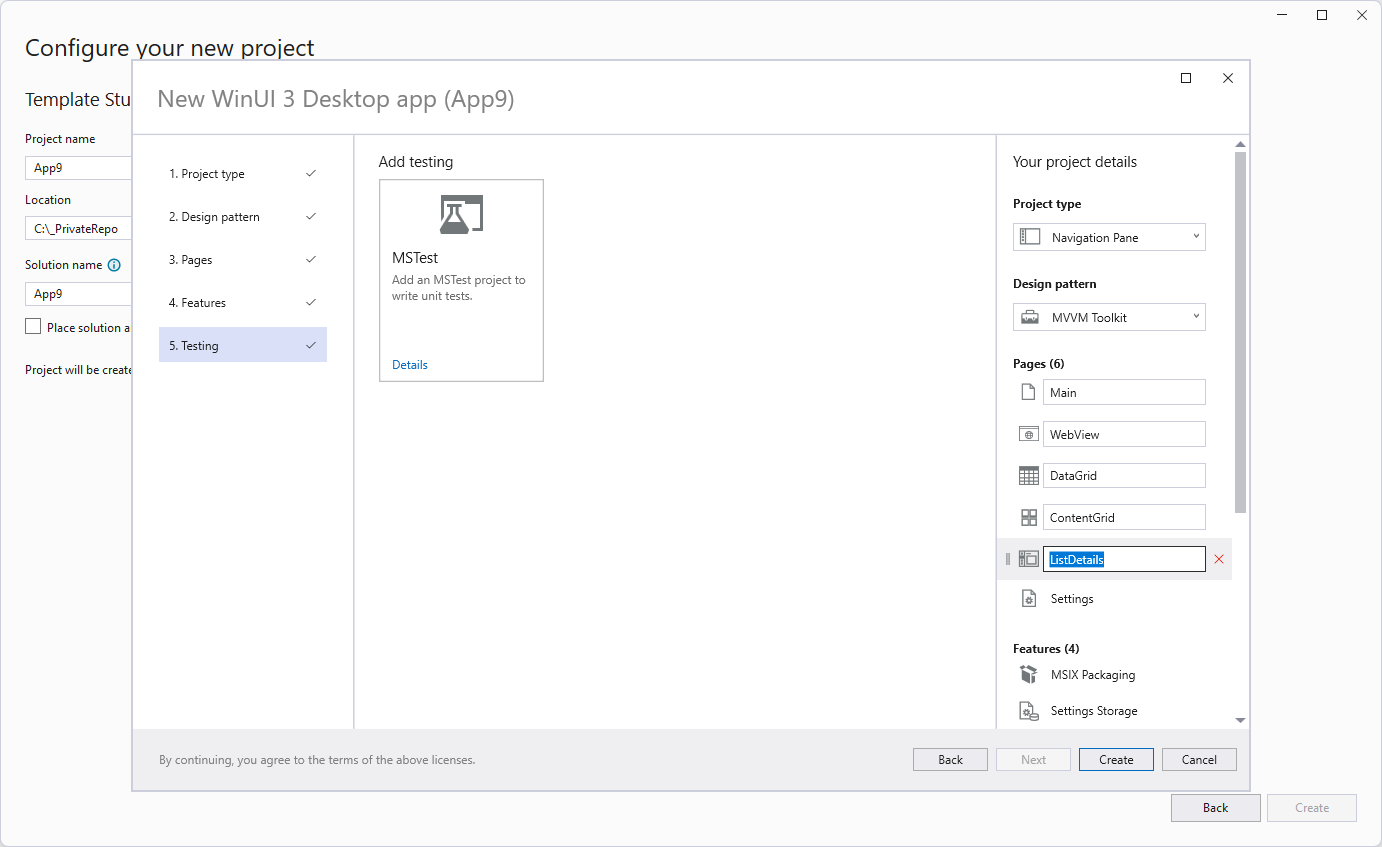 Configure your new project
Template Stu
Project name
App9
Location
C:\_PrivateRepo
Solution name
App9
Place solution a
Project will be create
New WinUI 3 Desktop app (App9)
1. Project type
2. Design pattern
3. Pages
4. Features
5. Testing
Add testing
MSTest
Add an MSTest project to
write unit tests.
Details
Your project details
Project type
Navigation Pane
Design pattern
MVVM Toolkit
Pages (6)
Main
WebView
DataGrid
ContentGrid
ListDetails
Settings
Features (4)
MSIX Packaging
Settings Storage
By continuing, you agree to the terms of the above licenses.
Back
Next
Create
Cancel
Back
Create